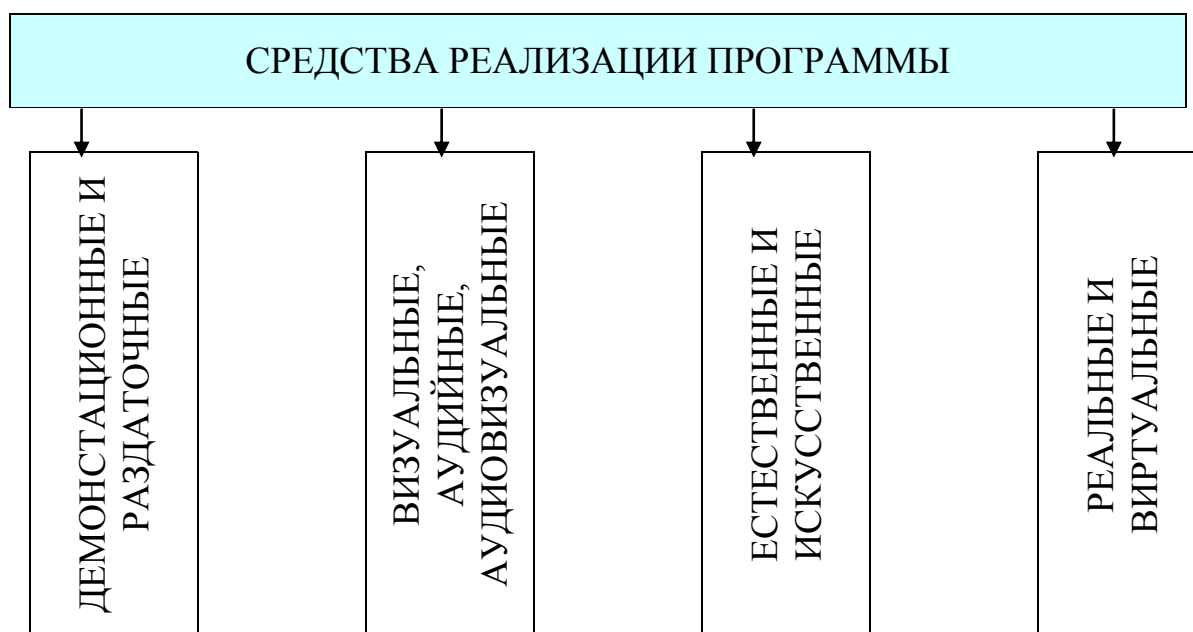 СРЕДСТВА РЕАЛИЗАЦИИ ПРОГРАММЫ
ДЕМОНСТАЦИОННЫЕ И
РАЗДАТОЧНЫЕ
ВИЗУАЛЬНЫЕ,
АУДИЙНЫЕ,
АУДИОВИЗУАЛЬНЫЕ
ЕСТЕСТВЕННЫЕ И
ИСКУССТВЕННЫЕ
РЕАЛЬНЫЕ И
ВИРТУАЛЬНЫЕ